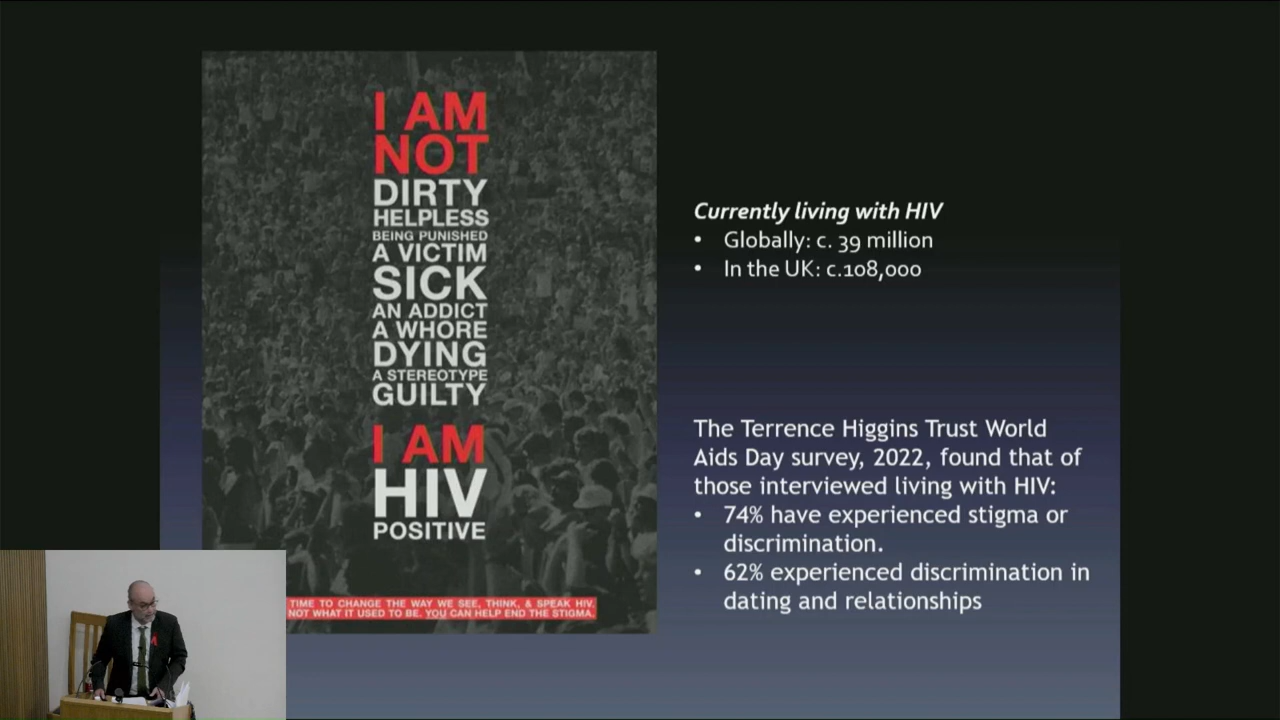 I AM
NOT
DIRTY
HELPLESS
BEING PUNISHED
A VICTIM
SICK
AN ADDICT
A WHORE
DYING
A STEREOTYPE
GUILTY
I AM
HIV
POSITIVE
TIME TO CHANGE THE WAY WE SEE, THINK, & SPEAK HIV.
NOT WHAT IT USED TO BE. YOU CAN HELP END THE STIGMA.
Currently living with HIV
• Globally: c. 39 million
• In the UK: c.108,000
The Terrence Higgins Trust World
Aids Day survey, 2022, found that of
those interviewed living with HIV:
• 74% have experienced stigma or
discrimination.
• 62% experienced discrimination in
dating and relationships